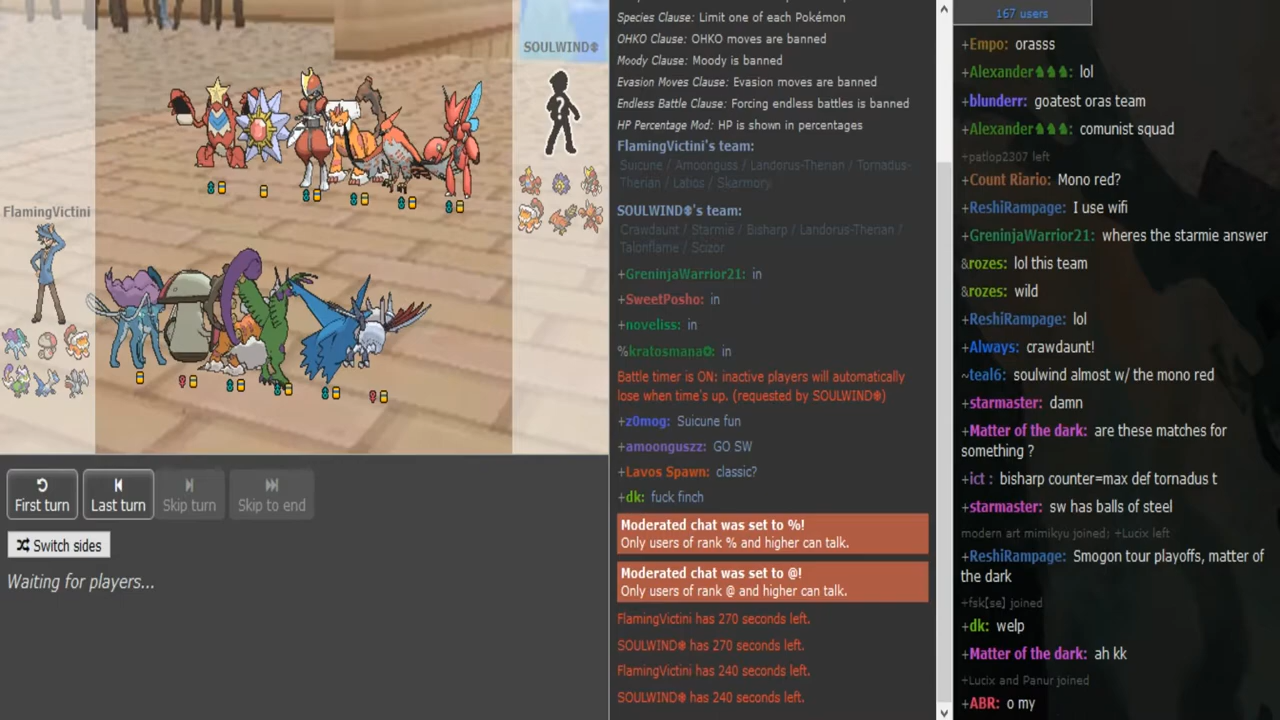 FlamingVictini
SOULWIND❄
First turn
Last turn
Skip turn
Skip to end
Switch sides
Waiting for players...
Species Clause: Limit one of each Pokémon
OHKO Clause: OHKO moves are banned
Moody Clause: Moody is banned
Evasion Moves Clause: Evasion moves are banned
Endless Battle Clause: Forcing endless battles is banned
HP Percentage Mod: HP is shown in percentages
FlamingVictini's team:
Suicune / Amoonguss / Landorus-Therian / Tornadus-
Therian / Latios / Skarmory
SOULWIND❄'s team:
Crawdaunt / Starmie / Bisharp / Landorus-Therian /
Talonflame / Scizor
+GreninjaWarrior21: in
+SweetPosho: in
+noveliss: in
%kratosmana✪: in
Battle timer is ON: inactive players will automatically
lose when time's up. (requested by SOULWIND❄)
+z0mog: Suicune fun
+amoonguszz: GO SW
+Lavos Spawn: classic?
+dk: fuck finch
Moderated chat was set to %!
Only users of rank % and higher can talk.
Moderated chat was set to @!
Only users of rank @ and higher can talk.
FlamingVictini has 270 seconds left.
SOULWIND❄ has 270 seconds left.
FlamingVictini has 240 seconds left.
SOULWIND❄ has 240 seconds left.
167 users
+Empo: orasss
+Alexander♞♞♞: lol
+blunderr: goatest oras team
+Alexander♞♞♞: comunist squad
+patlop2307 left
+Count Riario: Mono red?
+ReshiRampage: I use wifi
+GreninjaWarrior21: wheres the starmie answer
&rozes: lol this team
&rozes: wild
+ReshiRampage: lol
+Always: crawdaunt!
~teal6: soulwind almost w/ the mono red
+starmaster: damn
+Matter of the dark: are these matches for
something ?
+ict : bisharp counter=max def tornadus t
+starmaster: sw has balls of steel
modern art mimikyu joined; +Lucix left
+ReshiRampage: Smogon tour playoffs, matter of
the dark
+fsk[se] joined
+dk: welp
+Matter of the dark: ah kk
+Lucix and Panur joined
+ABR: o my